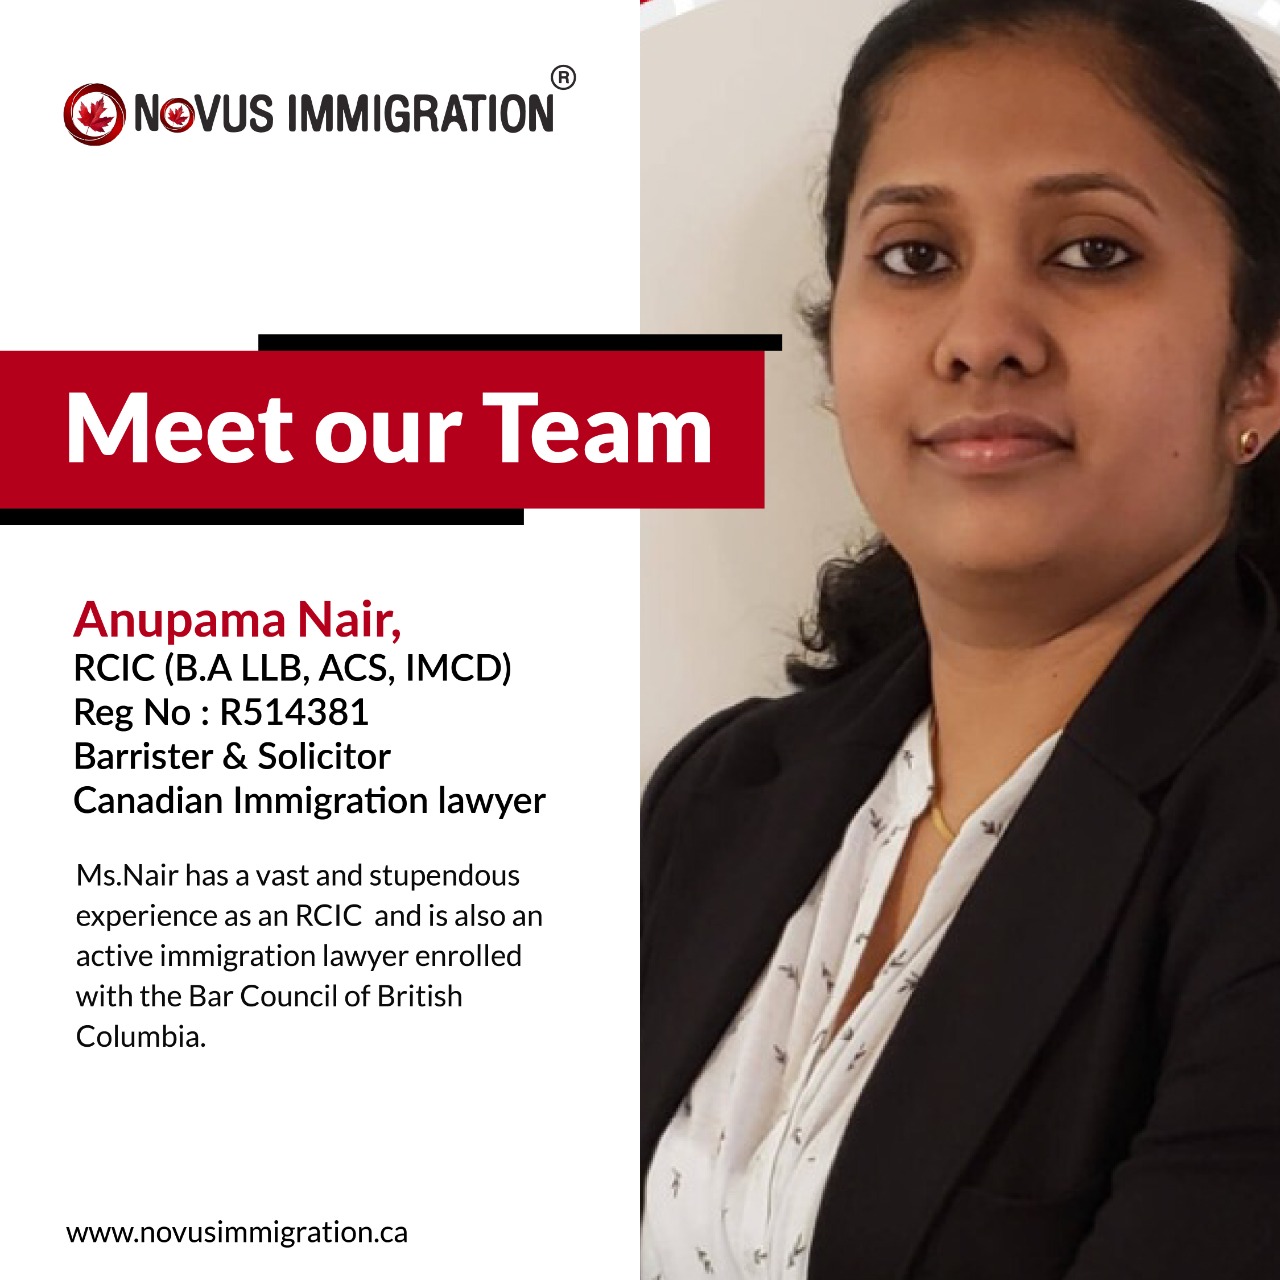 NOVUS IMMIGRATION®
Meet our Team
Anupama Nair,
RCIC (B.A LLB, ACS, IMCD)
Reg No : R514381
Barrister & Solicitor
Canadian Immigration lawyer
Ms.Nair has a vast and stupendous
experience as an RCIC  and is also an
active immigration lawyer enrolled
with the Bar Council of British
Columbia.
www.novusimmigration.ca